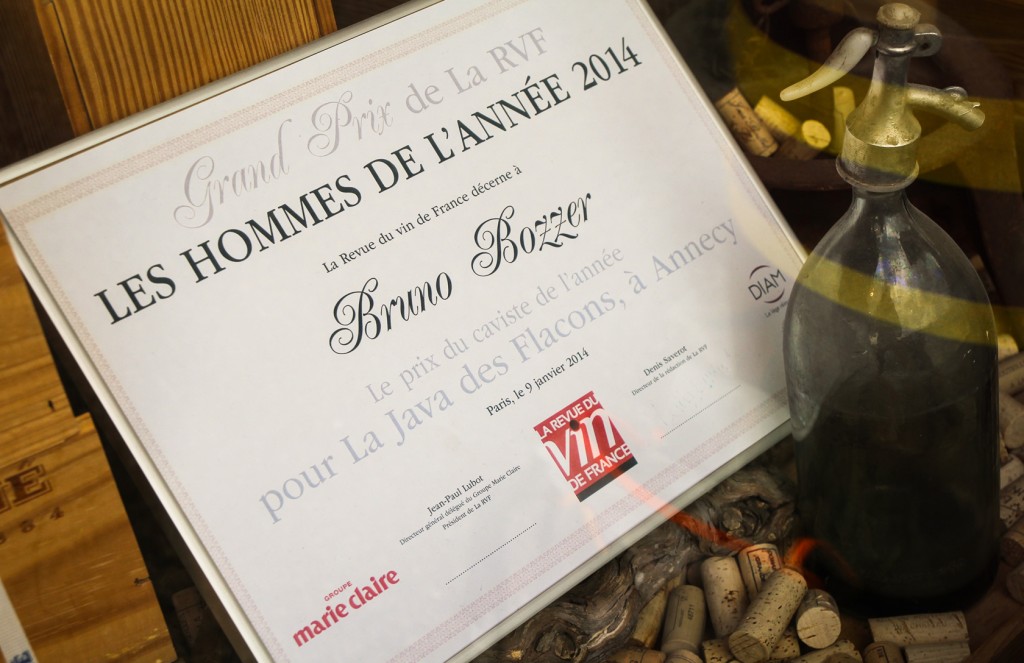 Grand Prix de La RVF
LES HOMMES DE L'ANNÉE 2014
La Revue du vin de France décerne à
Bruno Bozzer
Le prix du caviste de l'année
pour La Java des Flacons, à Annecy
Paris, le 9 janvier 2014
DIAM
Denis Saverot
Directeur de la rédaction de La RVF
Jean-Paul Lubot
Directeur général délégué du Groupe Marie Claire
Président de La RVF
LA REVUE DU
vin
DE FRANCE
GROUPE
marie claire